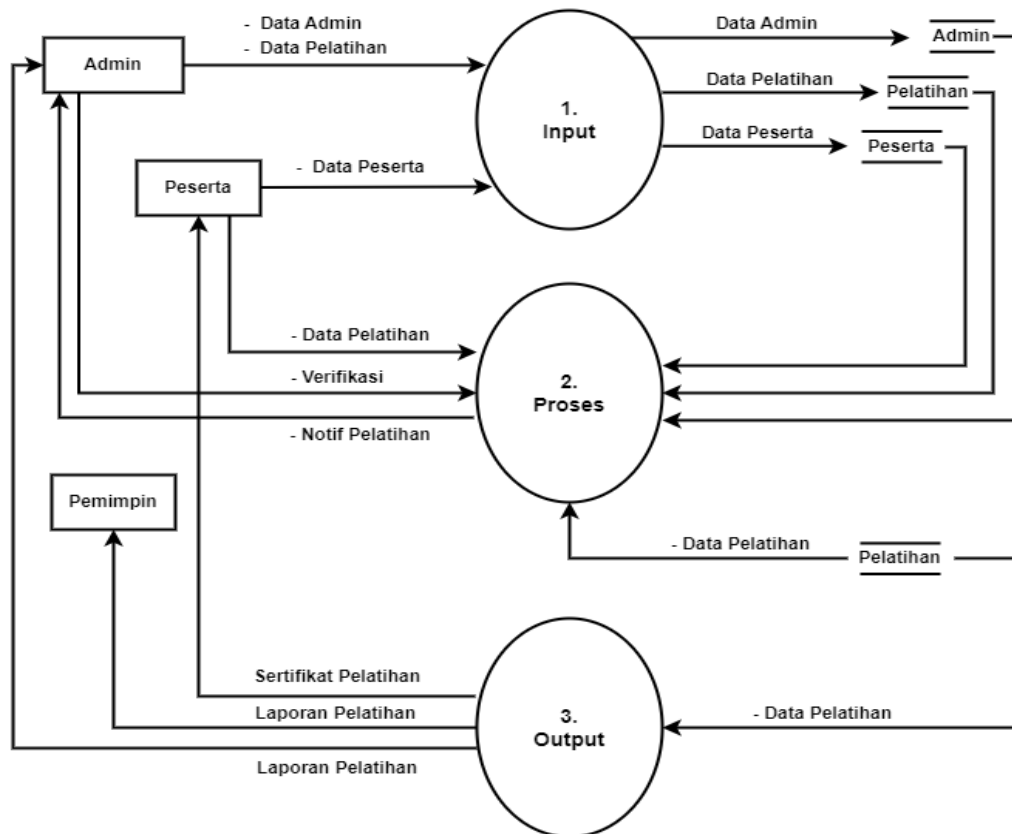 - Data Admin
- Data Pelatihan
Admin
Data Admin
Admin
Data Pelatihan
Pelatihan
1.
Input
Data Peserta
Peserta
Peserta
- Data Peserta
- Data Pelatihan
- Verifikasi
- Notif Pelatihan
2.
Proses
Pemimpin
- Data Pelatihan
Pelatihan
Sertifikat Pelatihan
Laporan Pelatihan
Laporan Pelatihan
3.
Output
- Data Pelatihan